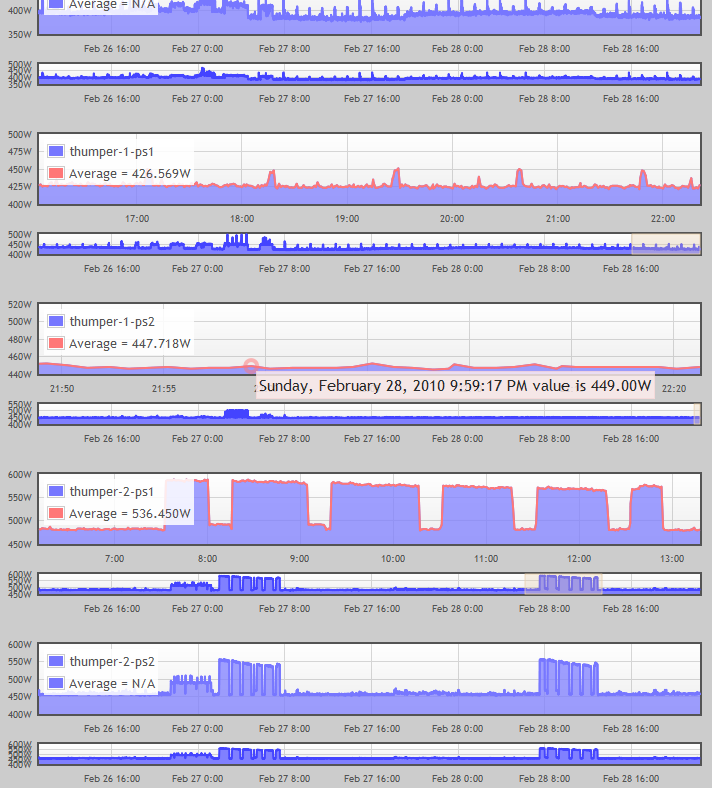 400W
Average = N/A
350W
Feb 26 16:00 Feb 27 0:00 Feb 27 8:00 Feb 27 16:00 Feb 28 0:00 Feb 28 8:00 Feb 28 16:00
500W
450W
400W
350W
Feb 26 16:00 Feb 27 0:00 Feb 27 8:00 Feb 27 16:00 Feb 28 0:00 Feb 28 8:00 Feb 28 16:00
500W
thumper-1-ps1
475W
Average = 426.569W
450W
425W
400W
17:00 18:00 19:00 20:00 21:00 22:00
500W
450W
400W
Feb 26 16:00 Feb 27 0:00 Feb 27 8:00 Feb 27 16:00 Feb 28 0:00 Feb 28 8:00 Feb 28 16:00
520W
500W
thumper-1-ps2
480W
Average = 447.718W
460W
440W
21:50 21:55 22:20
Sunday, February 28, 2010 9:59:17 PM value is 449.00W
550W
500W
450W
400W
Feb 26 16:00 Feb 27 0:00 Feb 27 8:00 Feb 27 16:00 Feb 28 0:00 Feb 28 8:00 Feb 28 16:00
600W
thumper-2-ps1
550W
Average = 536.450W
500W
450W
7:00 8:00 9:00 10:00 11:00 12:00 13:00
600W
550W
500W
450W
Feb 26 16:00 Feb 27 0:00 Feb 27 8:00 Feb 27 16:00 Feb 28 0:00 Feb 28 8:00 Feb 28 16:00
600W
thumper-2-ps2
550W
Average = N/A
500W
450W
400W
Feb 26 16:00 Feb 27 0:00 Feb 27 8:00 Feb 27 16:00 Feb 28 0:00 Feb 28 8:00 Feb 28 16:00
600W
550W
500W
450W
400W
Feb 26 16:00 Feb 27 0:00 Feb 27 8:00 Feb 27 16:00 Feb 28 0:00 Feb 28 8:00 Feb 28 16:00